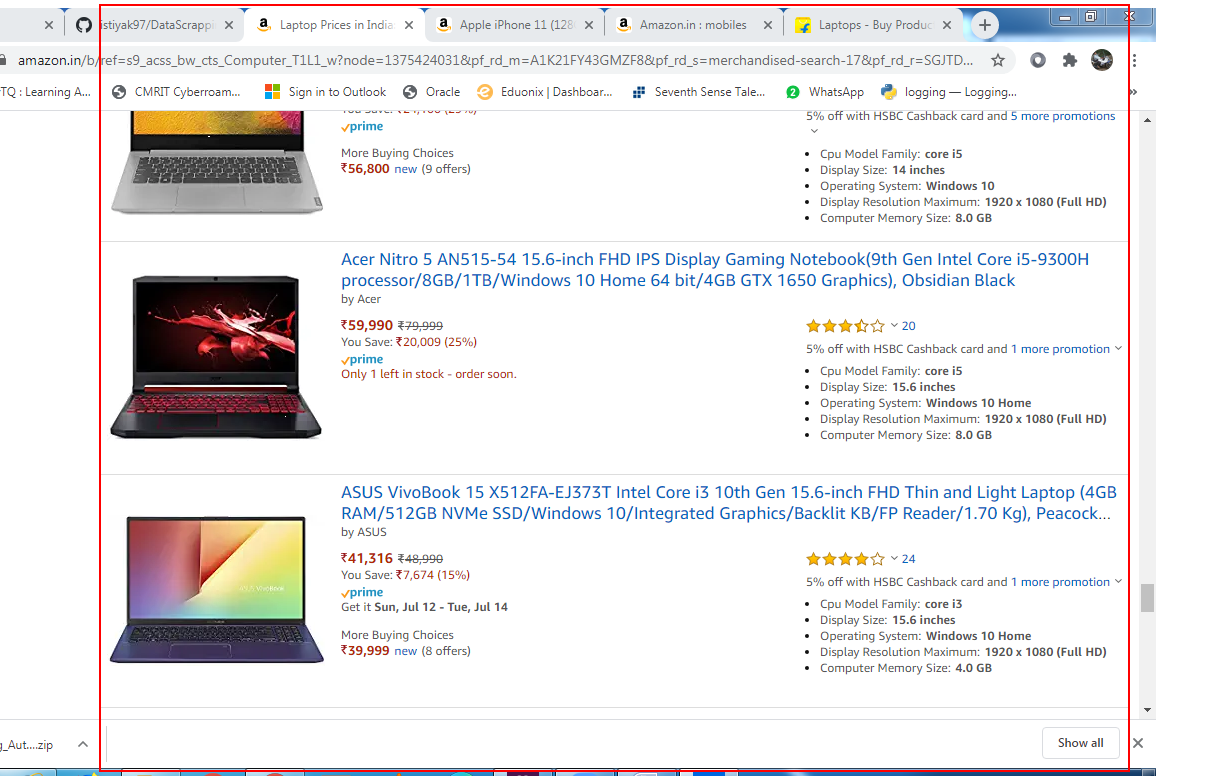 istiyak97/DataScrappi
Laptop Prices in India
Apple iPhone 11 (128
Amazon.in : mobiles
Laptops - Buy Produc
amazon.in/b/ref=s9_acss_bw_cts_Computer_T1L1_w?node=1375424031&pf_rd_m=A1K21FY43GMZF8&pf_rd_s=merchandised-search-17&pf_rd_r=SGJTD...
TQ : Learning A...
CMRIT Cyberroam...
Sign in to Outlook
Oracle
Eduonix | Dashboar...
Seventh Sense Tale...
WhatsApp
logging — Logging...
»
prime
More Buying Choices
₹56,800 new (9 offers)
5% off with HSBC Cashback card and 5 more promotions
• Cpu Model Family: core i5
• Display Size: 14 inches
• Operating System: Windows 10
• Display Resolution Maximum: 1920 x 1080 (Full HD)
• Computer Memory Size: 8.0 GB
Acer Nitro 5 AN515-54 15.6-inch FHD IPS Display Gaming Notebook(9th Gen Intel Core i5-9300H
processor/8GB/1TB/Windows 10 Home 64 bit/4GB GTX 1650 Graphics), Obsidian Black
by Acer
₹59,990 ₹79,999
You Save: ₹20,009 (25%)
prime
Only 1 left in stock - order soon.
20
5% off with HSBC Cashback card and 1 more promotion
• Cpu Model Family: core i5
• Display Size: 15.6 inches
• Operating System: Windows 10 Home
• Display Resolution Maximum: 1920 x 1080 (Full HD)
• Computer Memory Size: 8.0 GB
ASUS VivoBook 15 X512FA-EJ373T Intel Core i3 10th Gen 15.6-inch FHD Thin and Light Laptop (4GB
RAM/512GB NVMe SSD/Windows 10/Integrated Graphics/Backlit KB/FP Reader/1.70 Kg), Peacock...
by ASUS
₹41,316 ₹48,990
You Save: ₹7,674 (15%)
prime
Get it Sun, Jul 12 - Tue, Jul 14
More Buying Choices
₹39,999 new (8 offers)
24
5% off with HSBC Cashback card and 1 more promotion
• Cpu Model Family: core i3
• Display Size: 15.6 inches
• Operating System: Windows 10 Home
• Display Resolution Maximum: 1920 x 1080 (Full HD)
• Computer Memory Size: 4.0 GB
g_Aut....zip
Show all